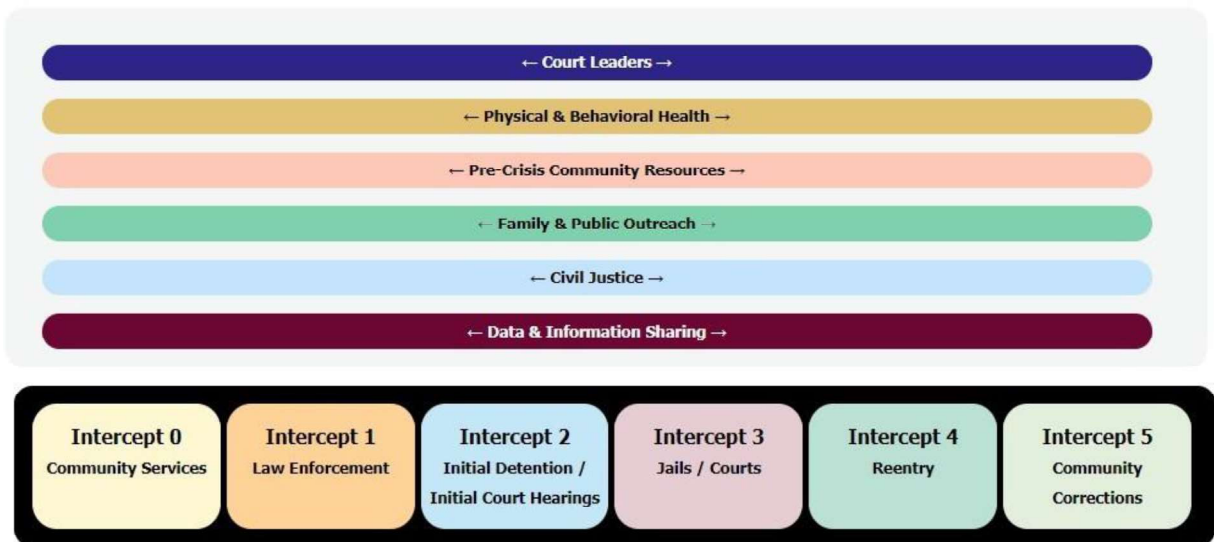 ← Court Leaders →
← Physical & Behavioral Health →
← Pre-Crisis Community Resources →
← Family & Public Outreach →
← Civil Justice →
← Data & Information Sharing →
Intercept 0
Community Services
Intercept 1
Law Enforcement
Intercept 2
Initial Detention /
Initial Court Hearings
Intercept 3
Jails / Courts
Intercept 4
Reentry
Intercept 5
Community
Corrections